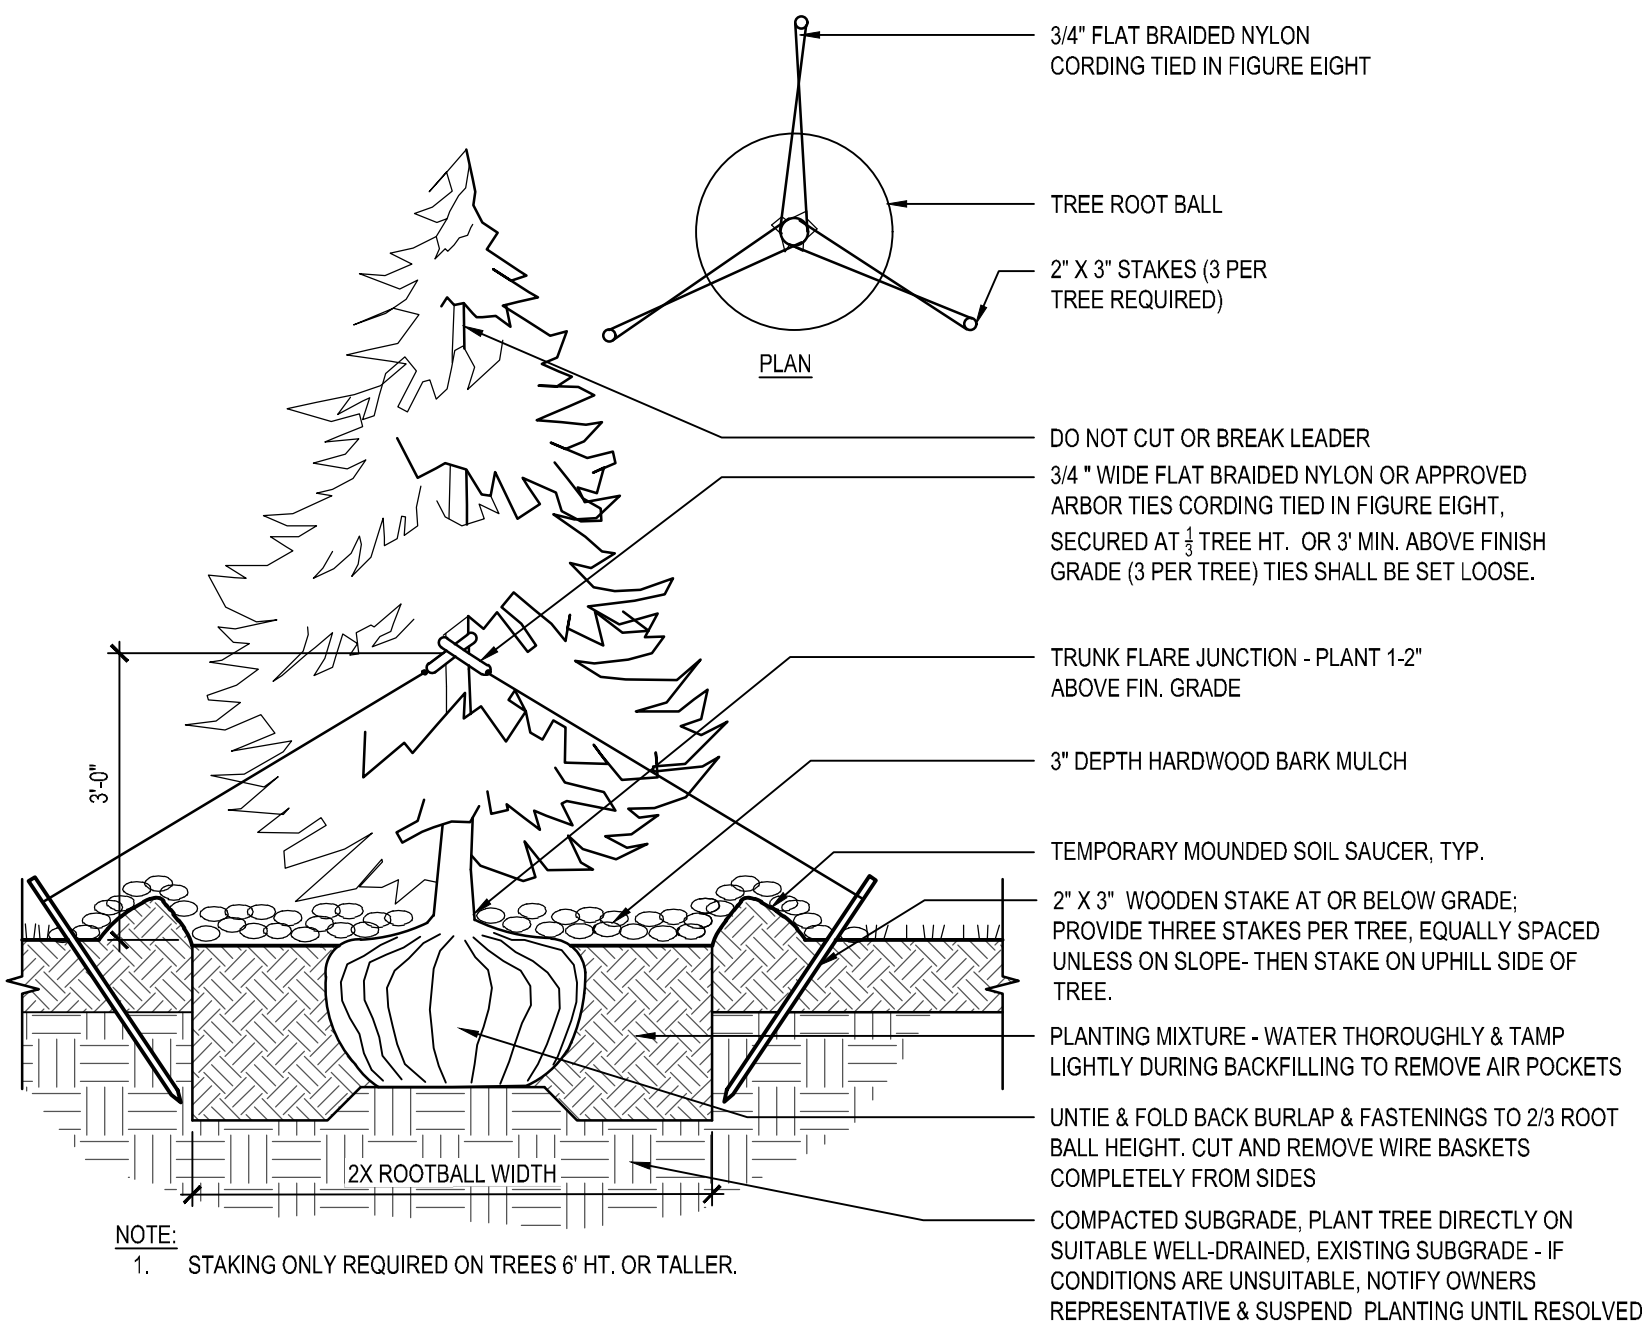 3/4" FLAT BRAIDED NYLON
CORDING TIED IN FIGURE EIGHT
TREE ROOT BALL
2" X 3" STAKES (3 PER
TREE REQUIRED)
PLAN
DO NOT CUT OR BREAK LEADER
3/4 " WIDE FLAT BRAIDED NYLON OR APPROVED
ARBOR TIES CORDING TIED IN FIGURE EIGHT,
SECURED AT 1/3 TREE HT. OR 3' MIN. ABOVE FINISH
GRADE (3 PER TREE) TIES SHALL BE SET LOOSE.
TRUNK FLARE JUNCTION - PLANT 1-2"
ABOVE FIN. GRADE
3" DEPTH HARDWOOD BARK MULCH
3'-0"
TEMPORARY MOUNDED SOIL SAUCER, TYP.
2" X 3" WOODEN STAKE AT OR BELOW GRADE;
PROVIDE THREE STAKES PER TREE, EQUALLY SPACED
UNLESS ON SLOPE- THEN STAKE ON UPHILL SIDE OF
TREE.
PLANTING MIXTURE - WATER THOROUGHLY & TAMP
LIGHTLY DURING BACKFILLING TO REMOVE AIR POCKETS
UNTIE & FOLD BACK BURLAP & FASTENINGS TO 2/3 ROOT
BALL HEIGHT. CUT AND REMOVE WIRE BASKETS
COMPLETELY FROM SIDES
2X ROOTBALL WIDTH
COMPACTED SUBGRADE, PLANT TREE DIRECTLY ON
SUITABLE WELL-DRAINED, EXISTING SUBGRADE - IF
CONDITIONS ARE UNSUITABLE, NOTIFY OWNERS
REPRESENTATIVE & SUSPEND PLANTING UNTIL RESOLVED
NOTE:
1. STAKING ONLY REQUIRED ON TREES 6' HT. OR TALLER.